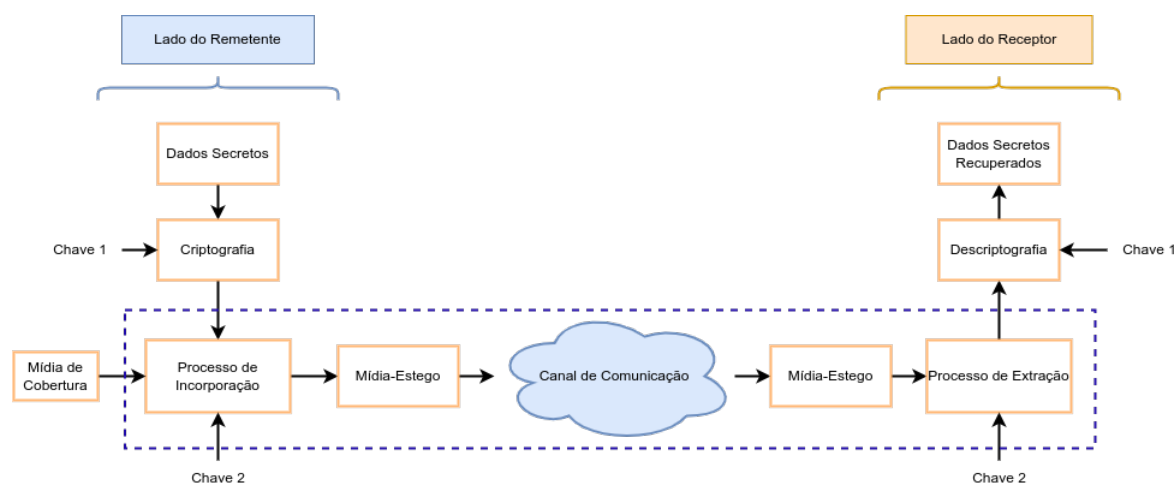 Lado do Remetente
Lado do Receptor
Dados Secretos
Dados Secretos
Recuperados
Chave 1
Criptografia
Descriptografia
Chave 1
Mídia de
Cobertura
Processo de
Incorporação
Mídia-Estego
Canal de Comunicação
Mídia-Estego
Processo de Extração
Chave 2
Chave 2